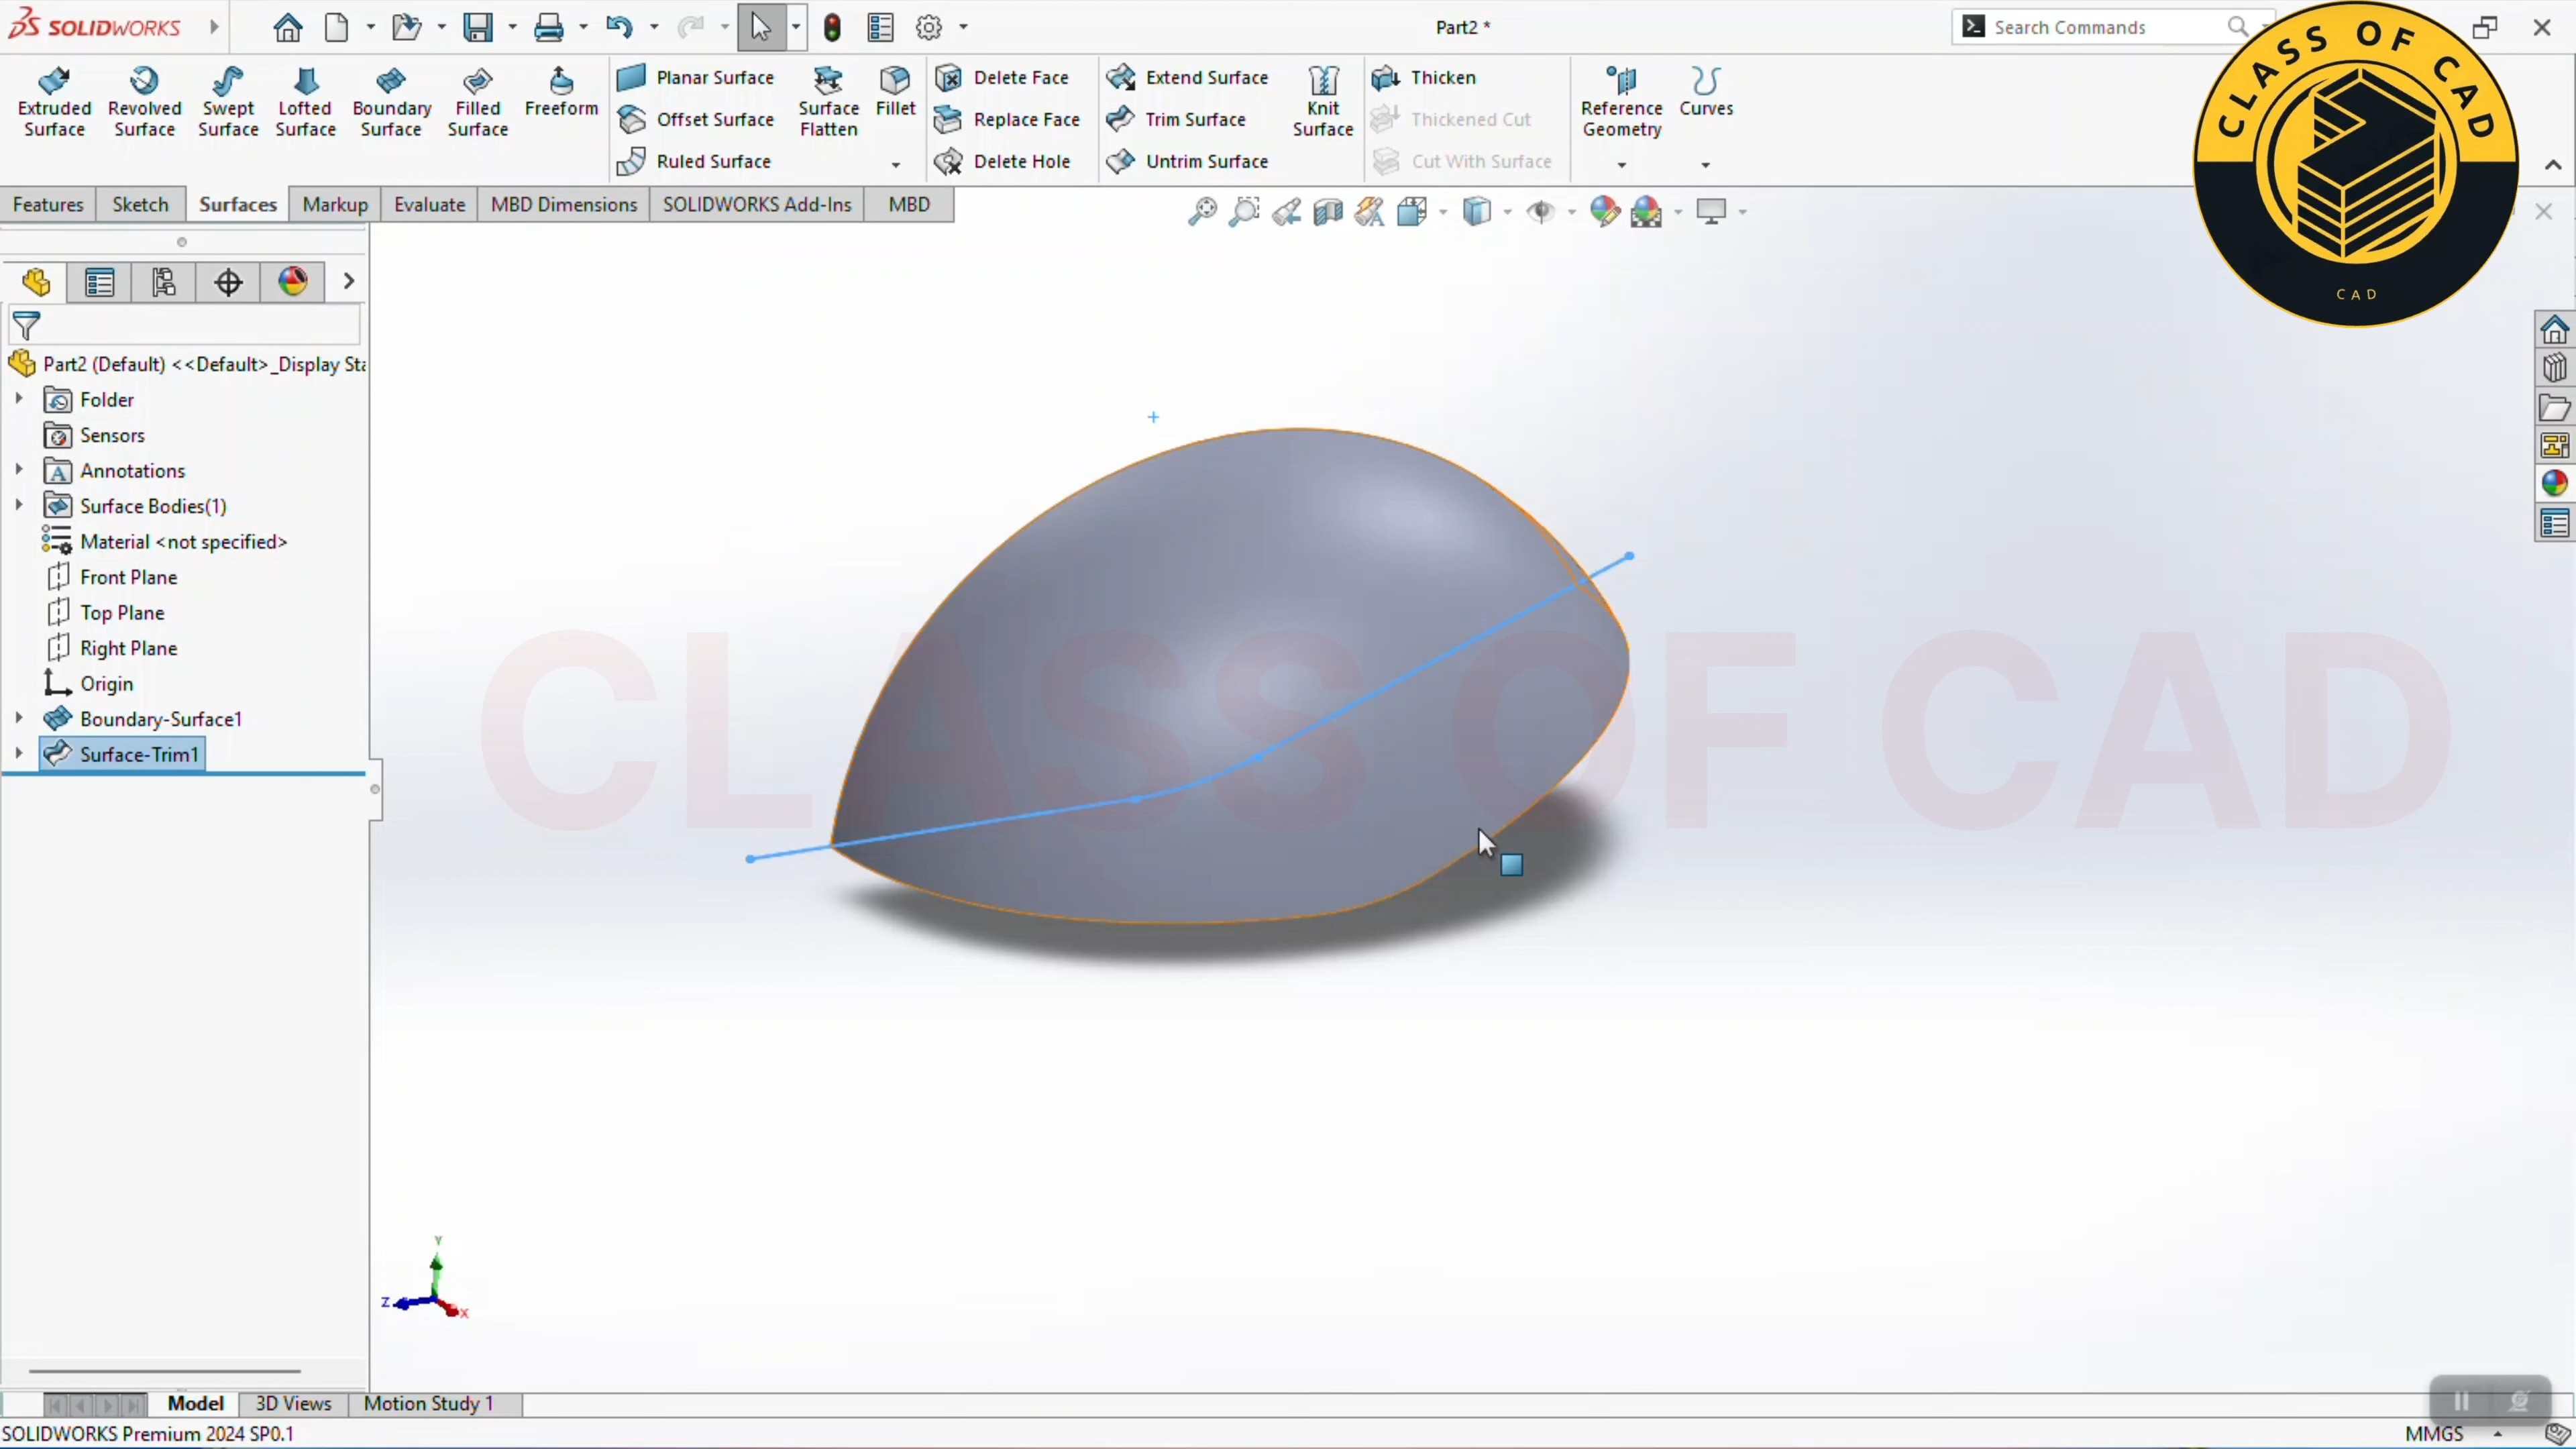 SOLIDWORKS
Part2 *
Search Commands
CLASS OF CAD
CAD
Extruded Surface
Revolved Surface
Swept Surface
Lofted Surface
Boundary Surface
Filled Surface
Freeform
Planar Surface
Offset Surface
Ruled Surface
Surface Flatten
Fillet
Delete Face
Replace Face
Delete Hole
Extend Surface
Trim Surface
Untrim Surface
Knit Surface
Thicken
Thickened Cut
Cut With Surface
Reference Geometry
Curves
Features
Sketch
Surfaces
Markup
Evaluate
MBD Dimensions
SOLIDWORKS Add-Ins
MBD
Part2 (Default) <<Default>_Display Sta
Folder
Sensors
Annotations
Surface Bodies(1)
Material <not specified>
Front Plane
Top Plane
Right Plane
Origin
Boundary-Surface1
Surface-Trim1
CLASS OF CAD
Y
Z
X
Model
3D Views
Motion Study 1
SOLIDWORKS Premium 2024 SP0.1
MMGS